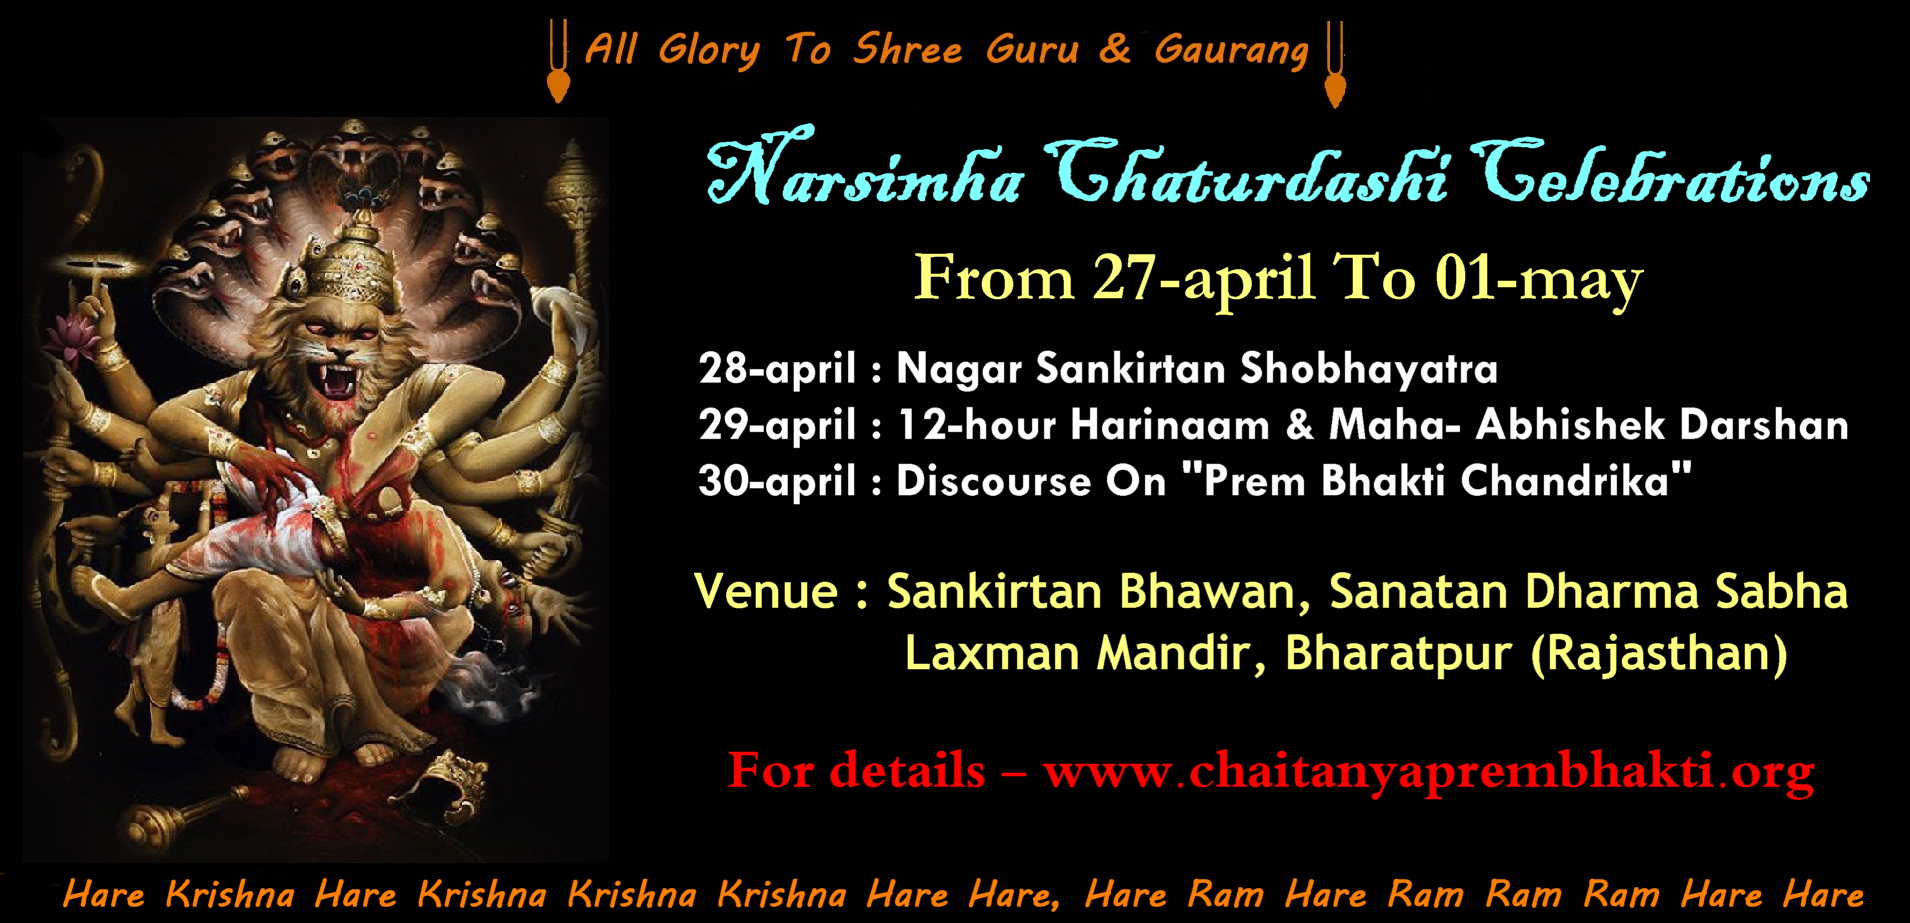 All Glory To Shree Guru & Gaurang
Narsimha Chaturdashi Celebrations
From 27-april To 01-may
28-april : Nagar Sankirtan Shobhayatra
29-april : 12-hour Harinaam & Maha- Abhishek Darshan
30-april : Discourse On "Prem Bhakti Chandrika"
Venue : Sankirtan Bhawan, Sanatan Dharma Sabha
Laxman Mandir, Bharatpur (Rajasthan)
For details – www.chaitanyaprembhakti.org
Hare Krishna Hare Krishna Krishna Krishna Hare Hare, Hare Ram Hare Ram Ram Ram Hare Hare